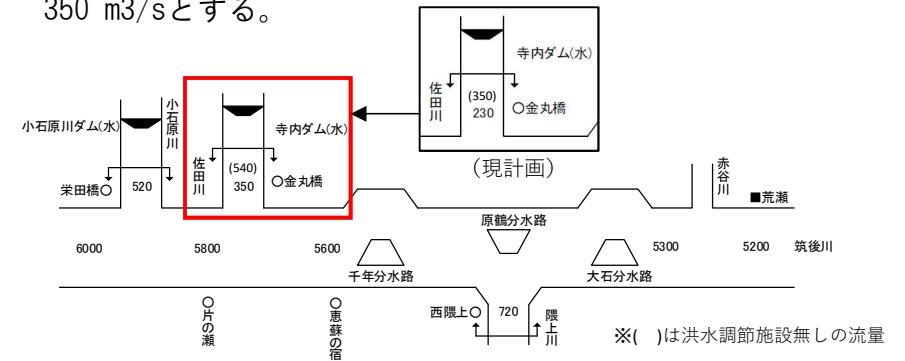 350 m3/sとする。
寺内ダム(水)
佐田川
(350)
230
○金丸橋
(現計画)
小石原川ダム(水)
小石原川
寺内ダム(水)
佐田川
(540)
350
○金丸橋
栄田橋○
520
赤谷川
■荒瀬
原鶴分水路
6000
5800
5600
5300
5200
筑後川
千年分水路
大石分水路
○片の瀬
○恵蘇の宿
西隈上○
720
隈上川
※( )は洪水調節施設無しの流量